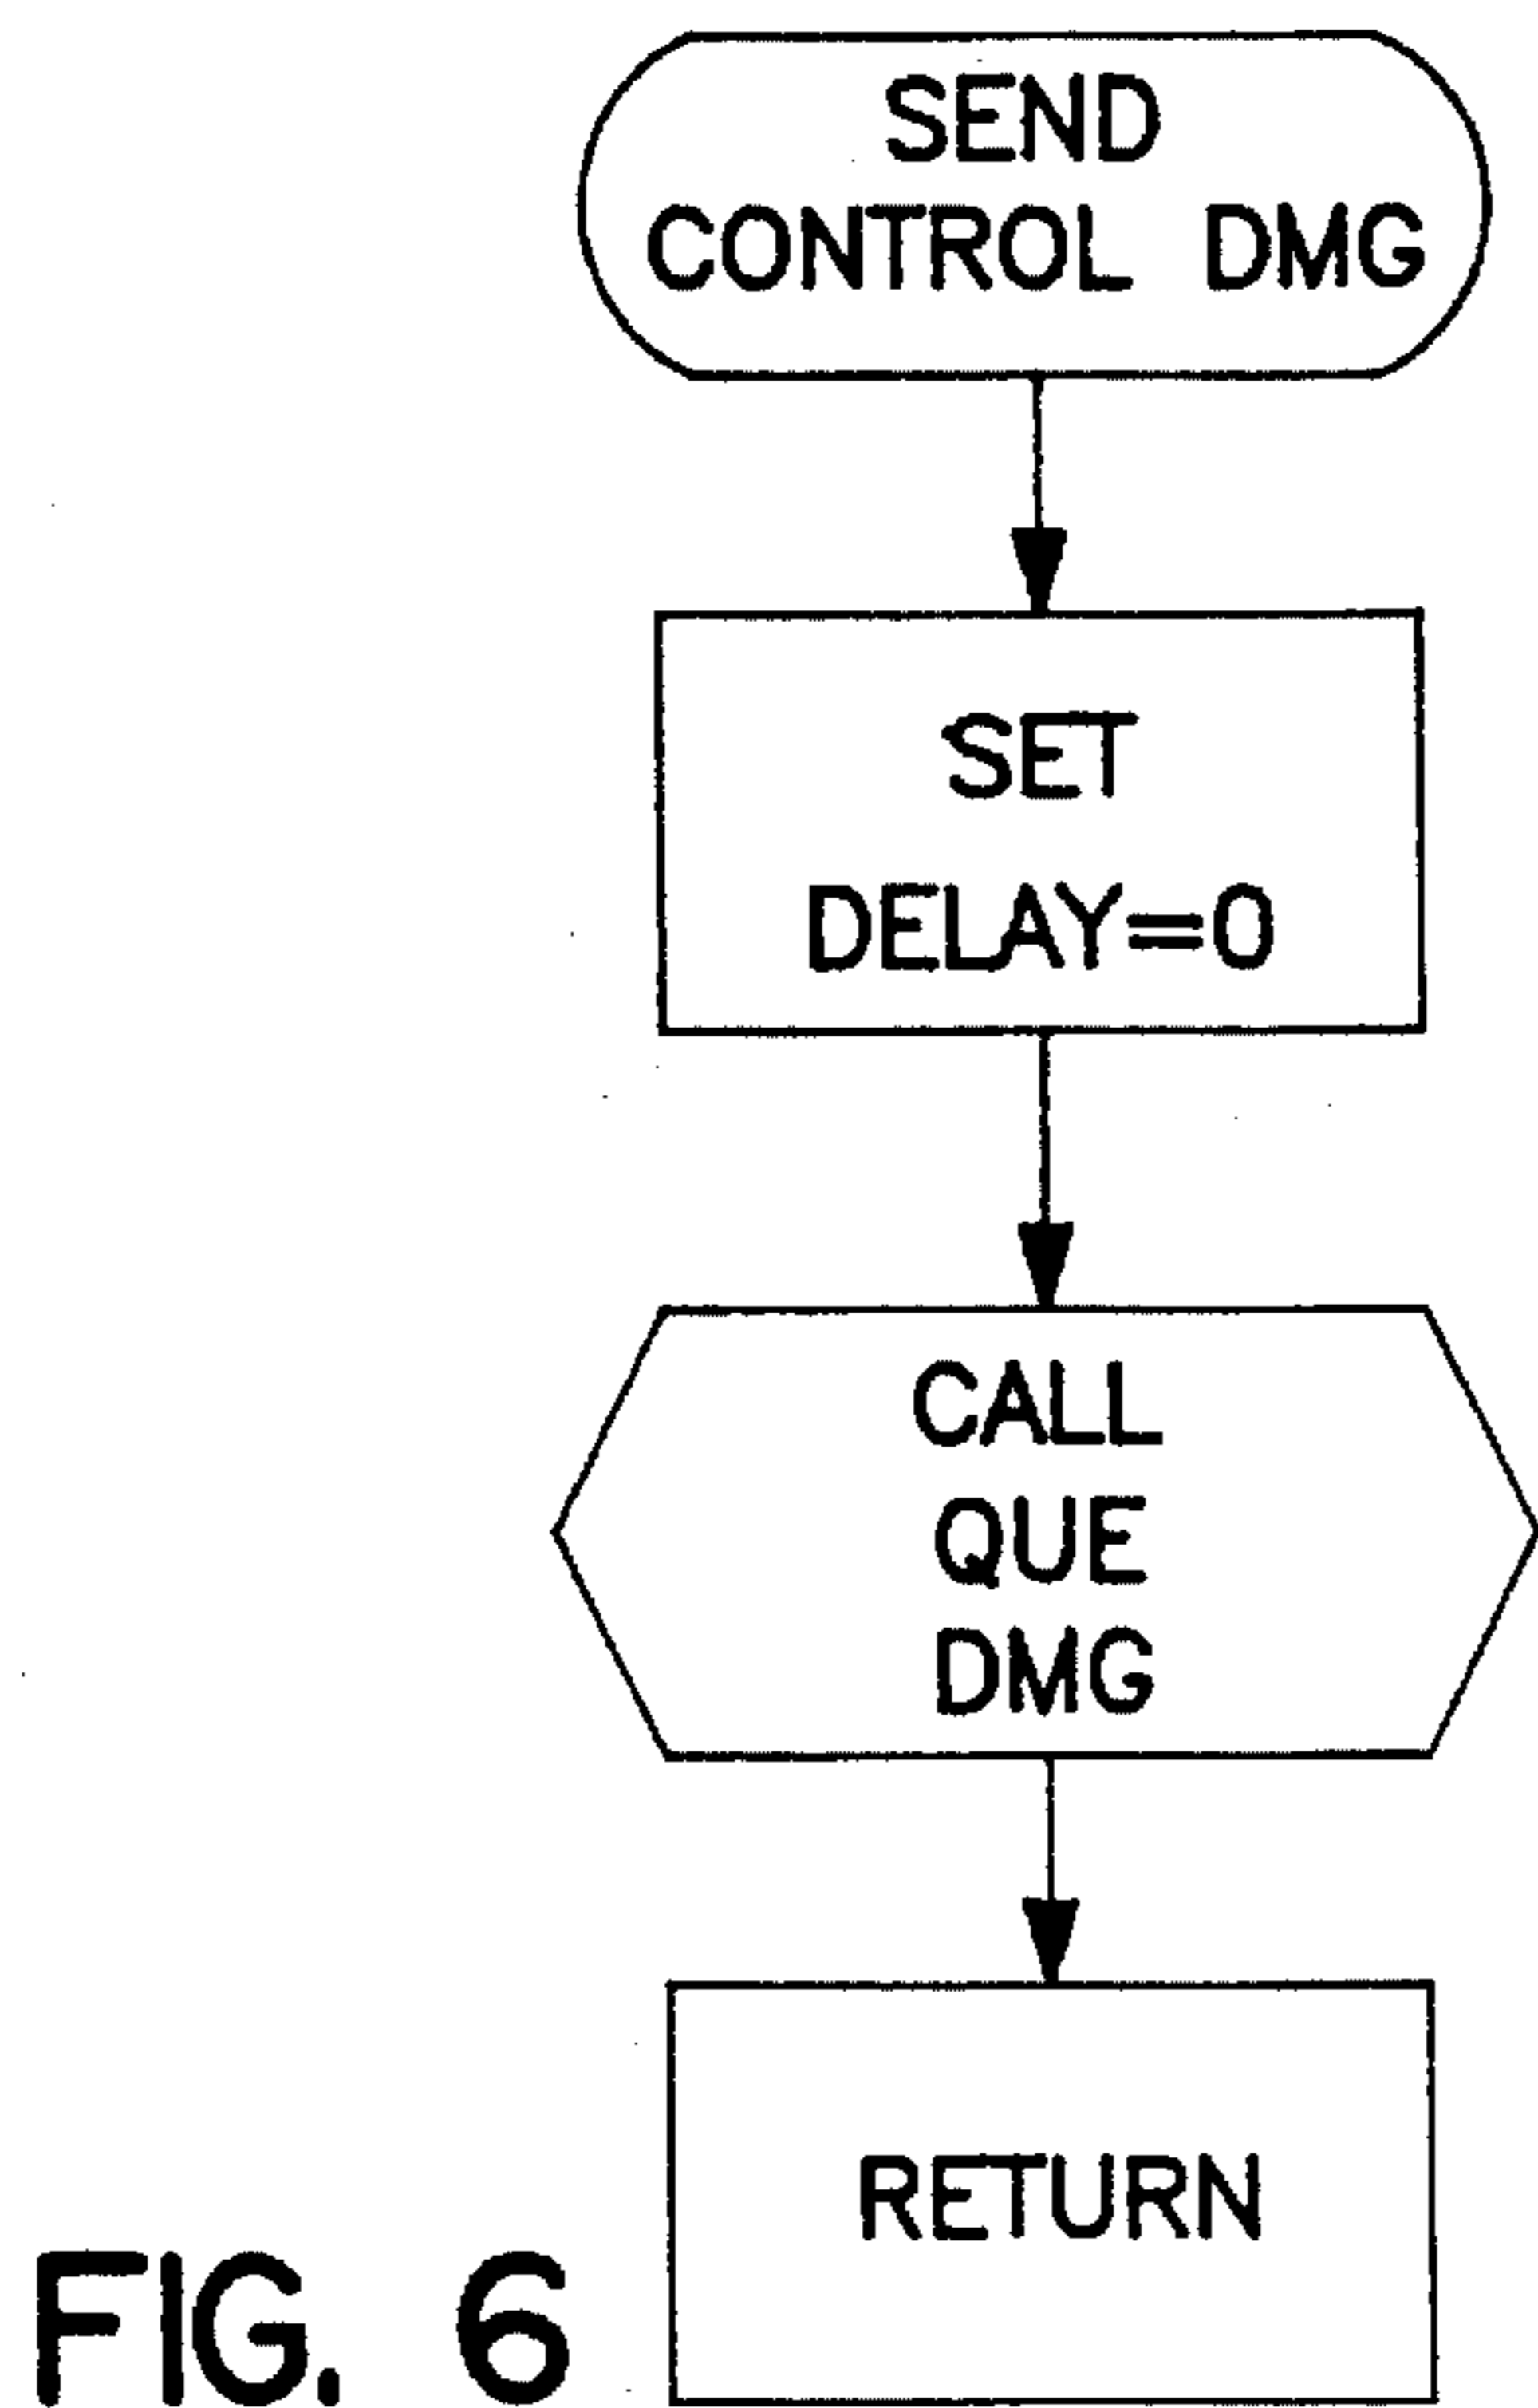 SEND
CONTROL DMG
SET
DELAY=0
CALL
QUE
DMG
RETURN
FIG. 6